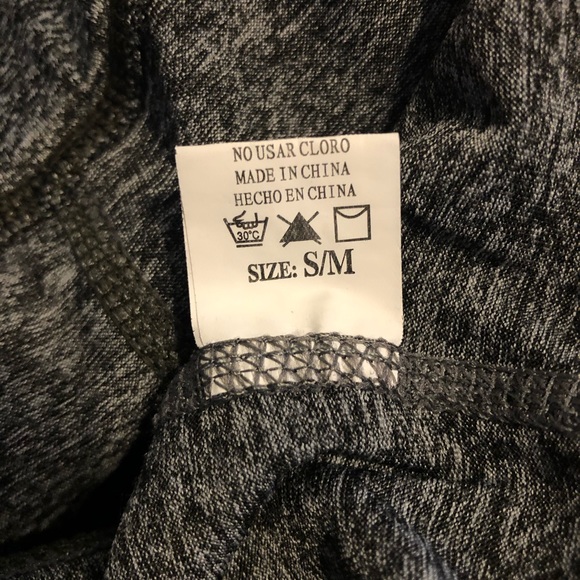 NO USAR CLORO
MADE IN CHINA
HECHO EN CHINA
30°C
SIZE: S/M